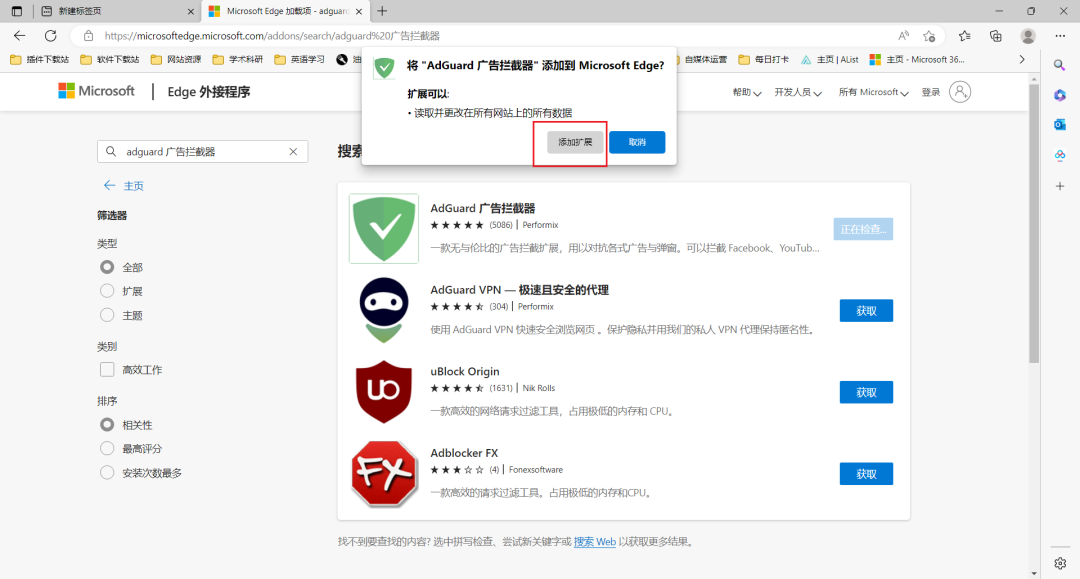 新建标签页
Microsoft Edge 加载项 - adguar
https://microsoftedge.microsoft.com/addons/search/adguard%20广告拦截器
插件下载站 软件下载站 网站资源 学术科研 英语学习 油 自媒体运营 每日打卡 主页 | AList 主页 - Microsoft 36...
将 "AdGuard 广告拦截器" 添加到 Microsoft Edge?
扩展可以:
• 读取并更改在所有网站上的所有数据
添加扩展 取消
Microsoft | Edge 外接程序
帮助 开发人员 所有 Microsoft 登录
adguard 广告拦截器
搜索
主页
筛选器
类型
全部
扩展
主题
类别
高效工作
排序
相关性
最高评分
安装次数最多
AdGuard 广告拦截器
(5086) | Performix
一款无与伦比的广告拦截扩展，用以对抗各式广告与弹窗。可以拦截 Facebook、YouTub...
正在检查...
AdGuard VPN — 极速且安全的代理
(304) | Performix
使用 AdGuard VPN 快速安全浏览网页 。保护隐私并用我们的私人 VPN 代理保持匿名性。
获取
uBlock Origin
(1631) | Nik Rolls
一款高效的网络请求过滤工具，占用极低的内存和 CPU。
获取
Adblocker FX
(4) | Fonexsoftware
一款高效的请求过滤工具。占用极低的内存和CPU。
获取
找不到要查找的内容? 选中拼写检查、尝试新关键字或 搜索 Web 以获取更多结果。